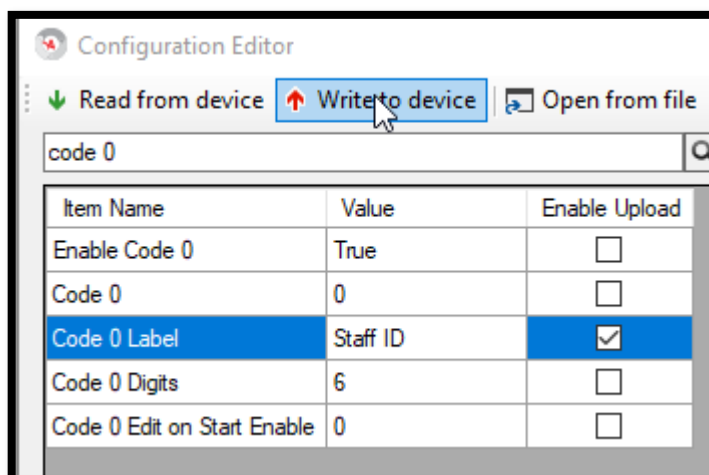 Configuration Editor
Read from device Write to device Open from file
code 0
Item Name Value Enable Upload
Enable Code 0 True
Code 0 0
Code 0 Label Staff ID
Code 0 Digits 6
Code 0 Edit on Start Enable 0